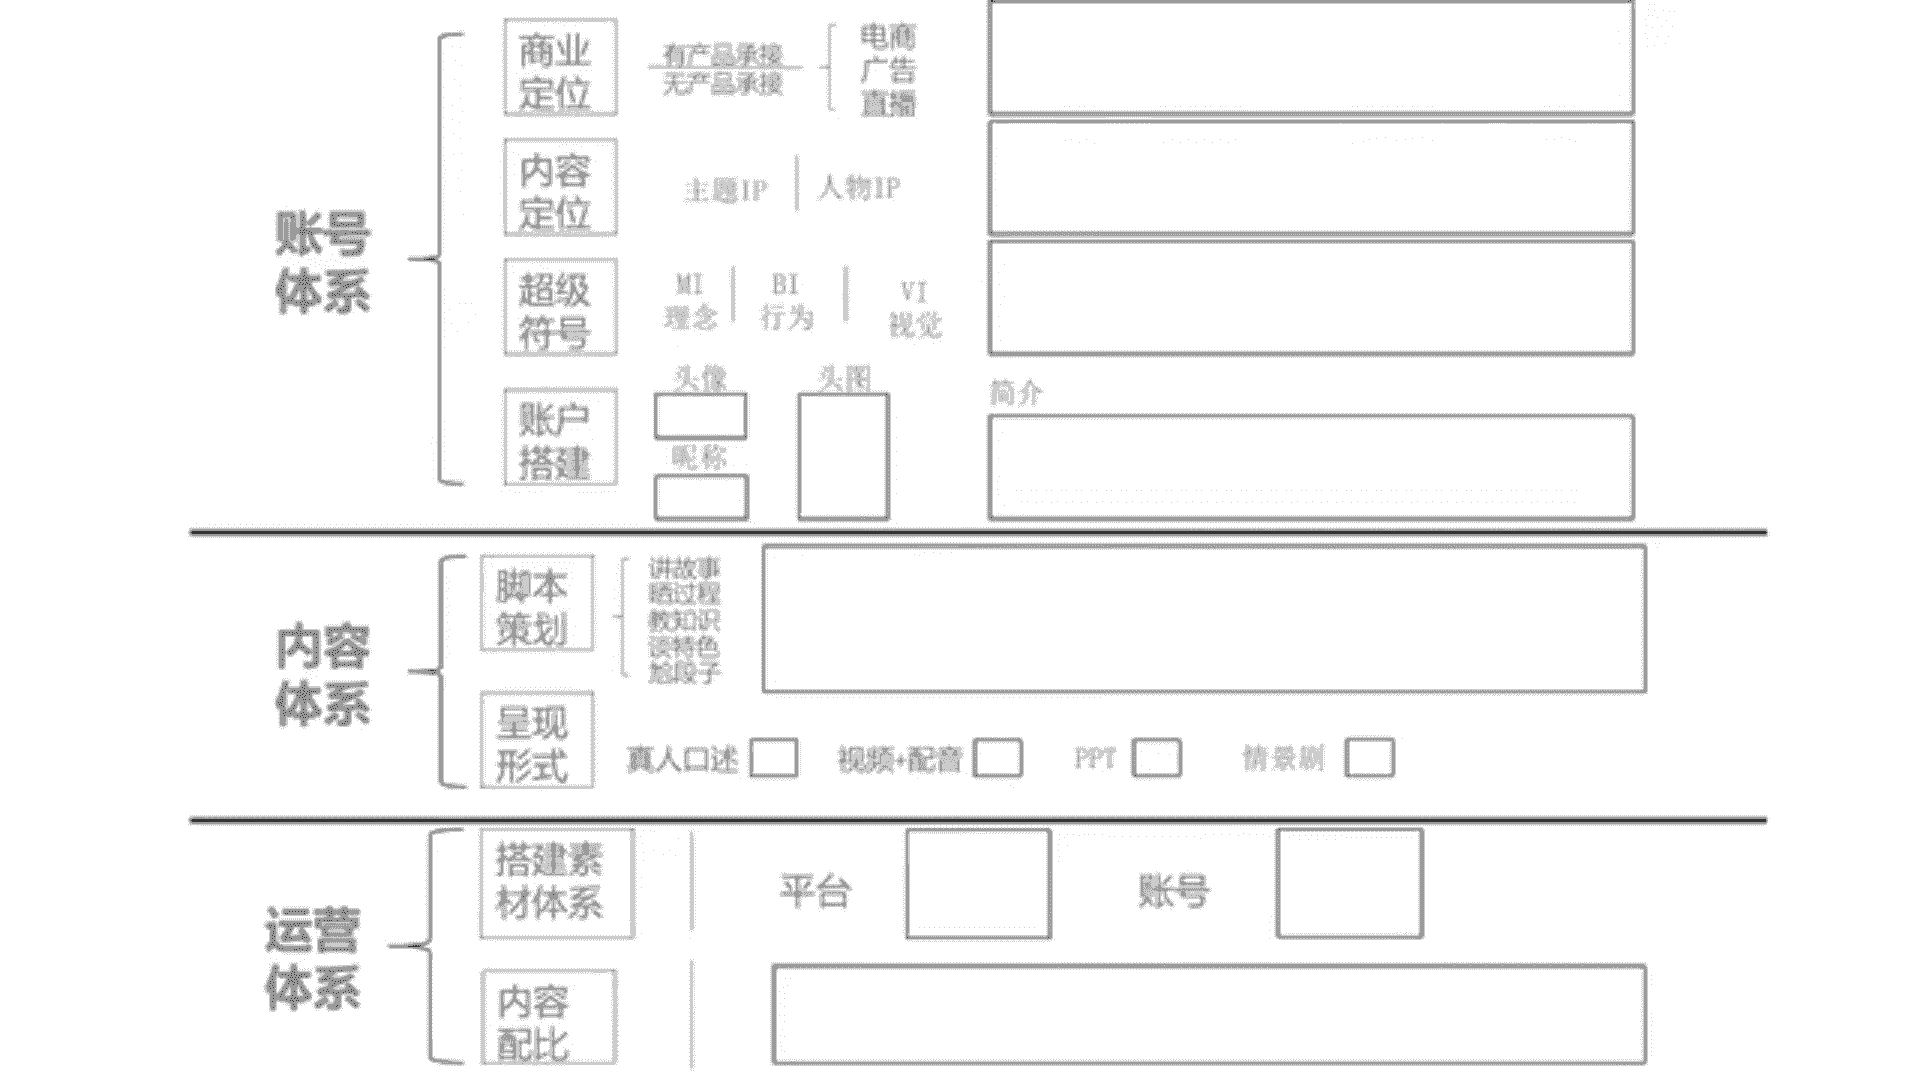 账号
体系
商业
定位
有产品承接
无产品承接
电商
广告
直播
内容
定位
主题IP
人物IP
超级
符号
MI
理念
BI
行为
VI
视觉
账户
搭建
头像
昵称
头图
简介
内容
体系
脚本
策划
讲故事
晒过程
教知识
谈特色
呈现
形式
真人口述
视频+配音
PPT
情景剧
运营
体系
搭建素
材体系
平台
账号
内容
配比